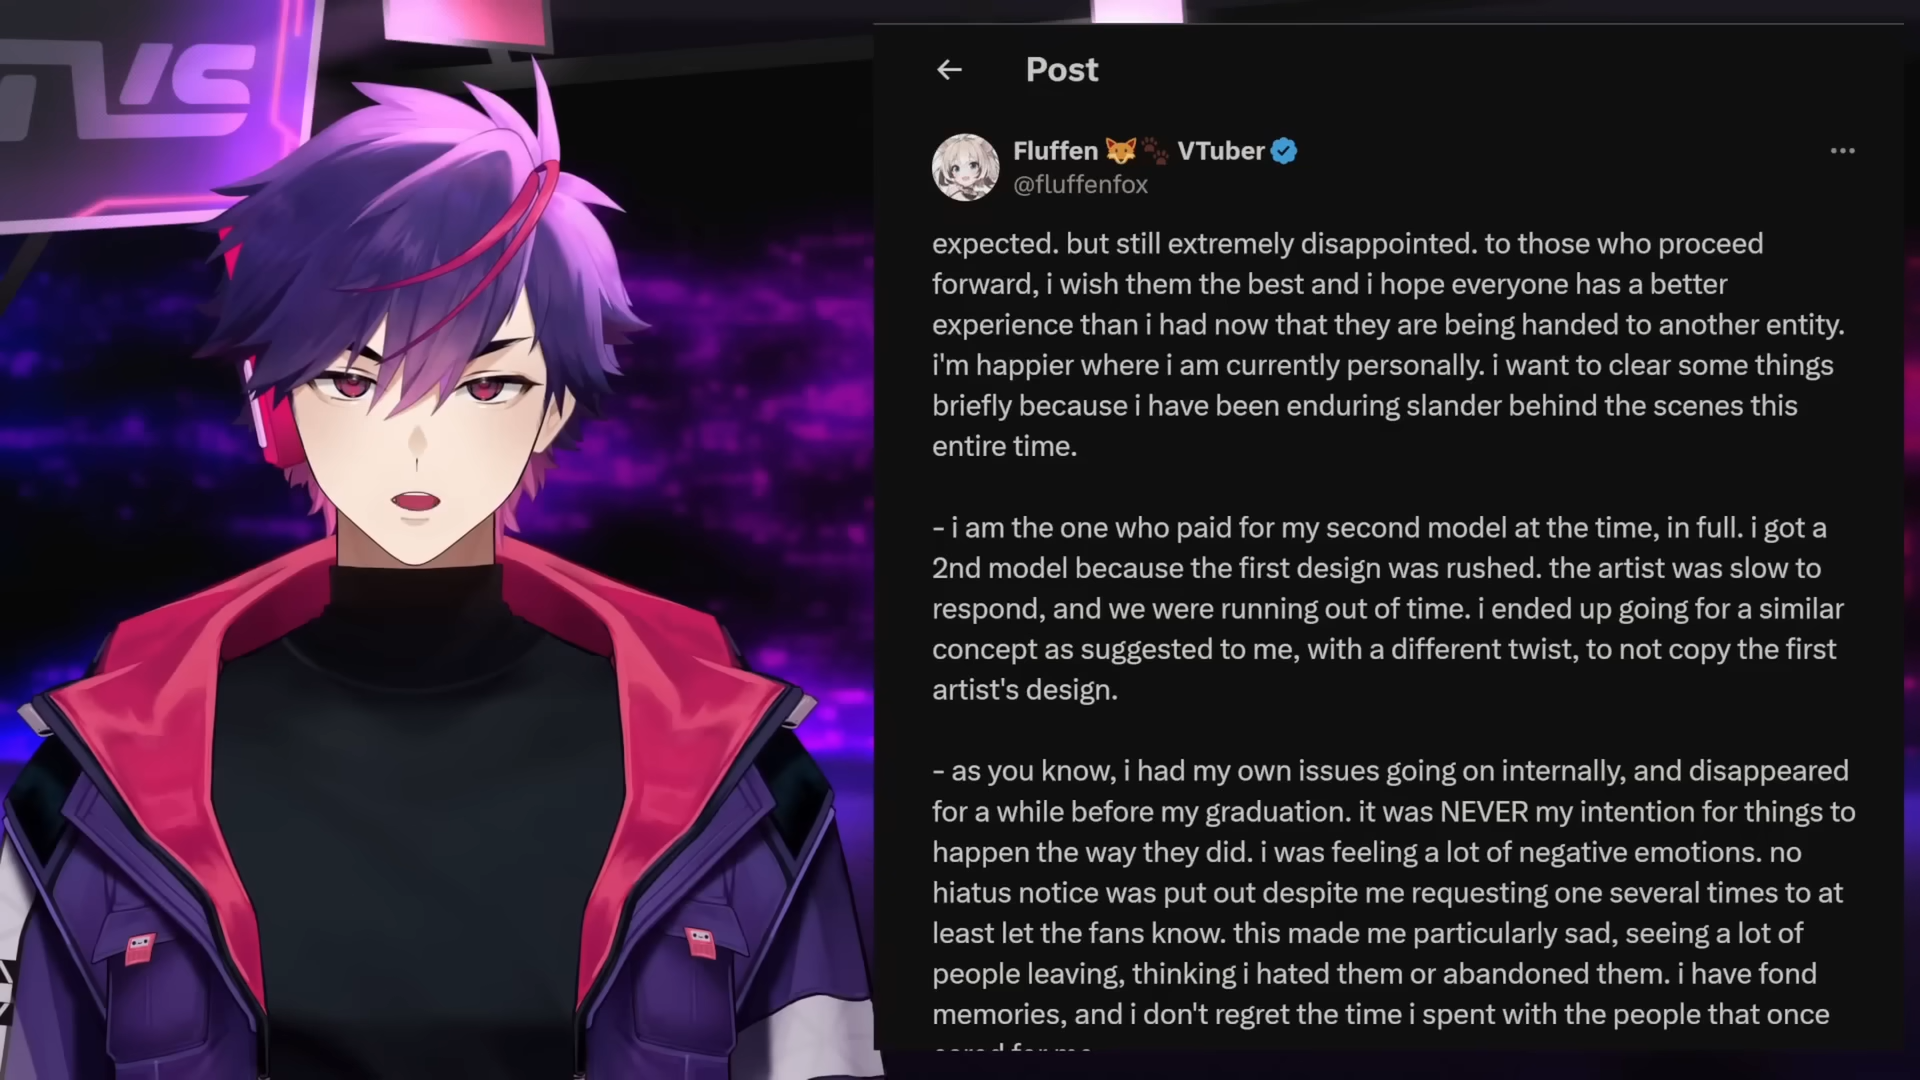 Post
Fluffen 🦊🐾 VTuber
@fluffenfox
expected. but still extremely disappointed. to those who proceed
forward, i wish them the best and i hope everyone has a better
experience than i had now that they are being handed to another entity.
i'm happier where i am currently personally. i want to clear some things
briefly because i have been enduring slander behind the scenes this
entire time.
- i am the one who paid for my second model at the time, in full. i got a
2nd model because the first design was rushed. the artist was slow to
respond, and we were running out of time. i ended up going for a similar
concept as suggested to me, with a different twist, to not copy the first
artist's design.
- as you know, i had my own issues going on internally, and disappeared
for a while before my graduation. it was NEVER my intention for things to
happen the way they did. i was feeling a lot of negative emotions. no
hiatus notice was put out despite me requesting one several times to at
least let the fans know. this made me particularly sad, seeing a lot of
people leaving, thinking i hated them or abandoned them. i have fond
memories, and i don't regret the time i spent with the people that once